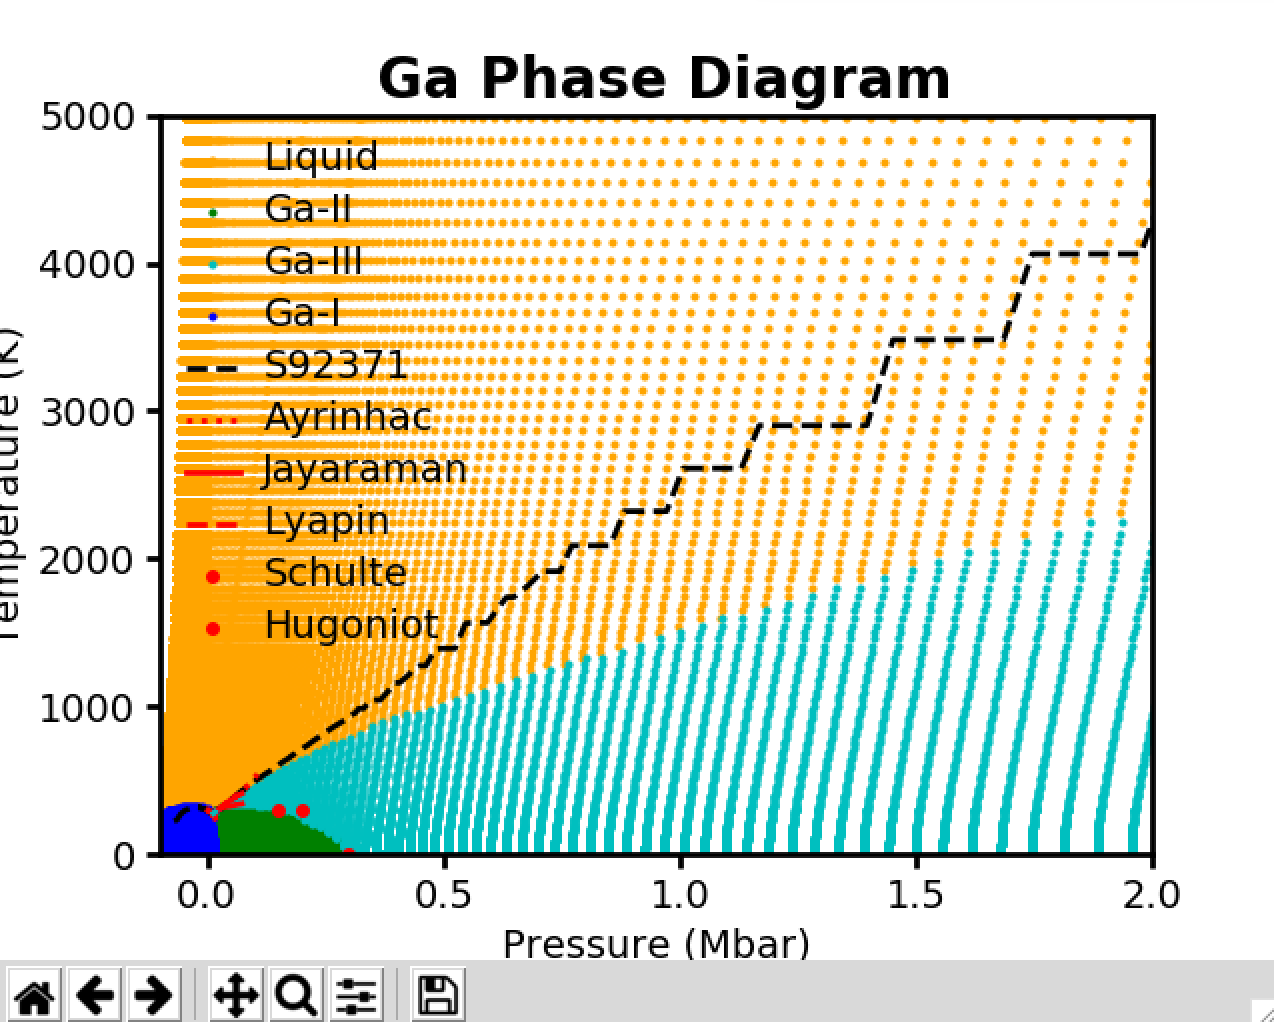 Ga Phase Diagram
5000
4000
3000
2000
1000
0
Temperature (K)
Liquid
Ga-II
Ga-III
Ga-I
S92371
Ayrinhac
Jayaraman
Lyapin
Schulte
Hugoniot
0.0 0.5 1.0 1.5 2.0
Pressure (Mbar)